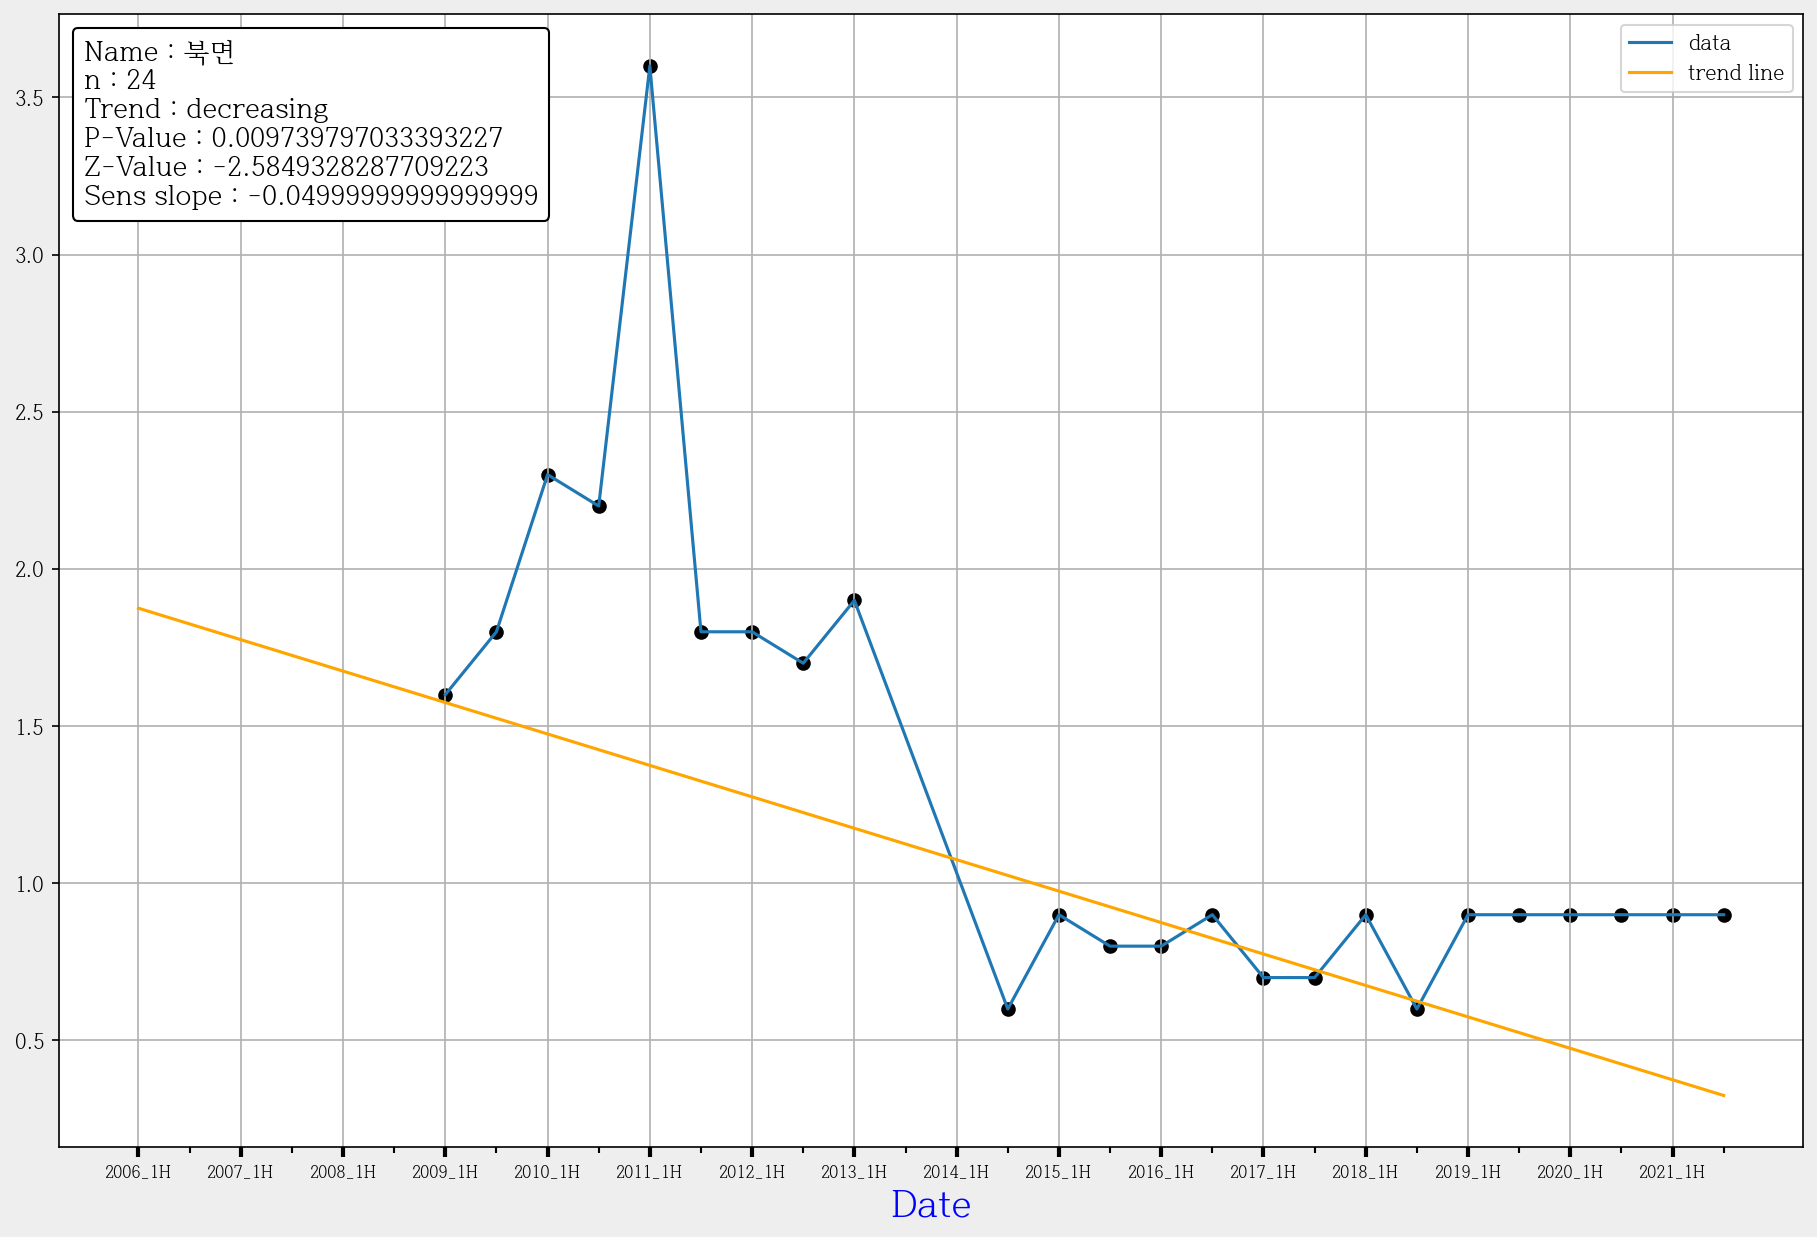 Name : 북면
n : 24
Trend : decreasing
P-Value : 0.009739797033393227
Z-Value : -2.5849328287709223
Sens slope : -0.04999999999999999
data
trend line
3.5
3.0
2.5
2.0
1.5
1.0
0.5
2006_1H 2007_1H 2008_1H 2009_1H 2010_1H 2011_1H 2012_1H 2013_1H 2014_1H 2015_1H 2016_1H 2017_1H 2018_1H 2019_1H 2020_1H 2021_1H
Date